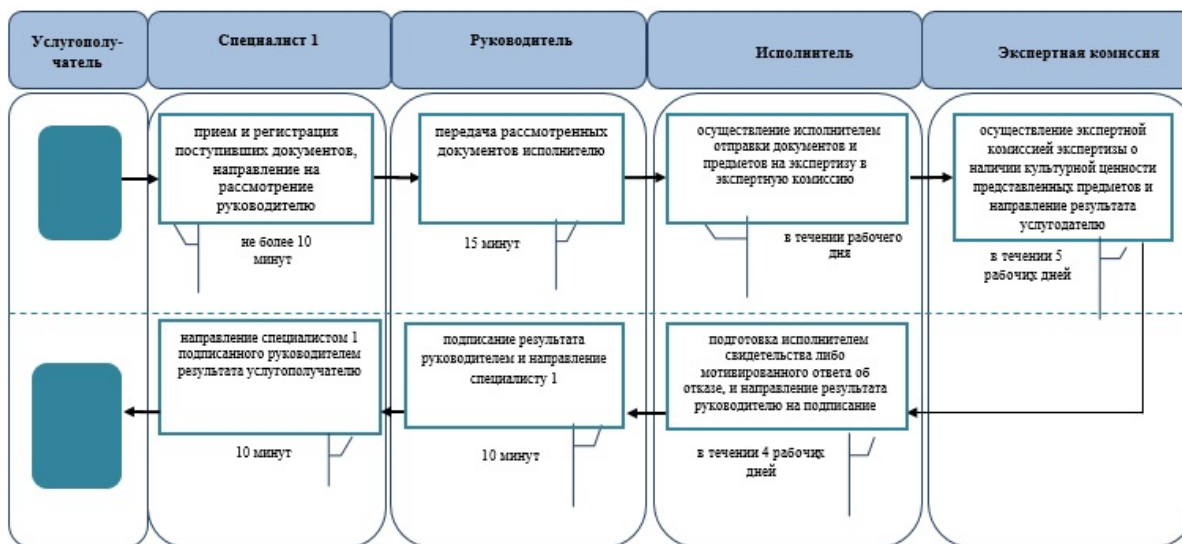 Услугополу-
чатель
Специалист 1
Руководитель
Исполнитель
Экспертная комиссия
прием и регистрация
поступивших документов,
направление на
рассмотрение
руководителю
не более 10
минут
передача рассмотренных
документов исполнителю
15 минут
осуществление исполнителем
отправки документов и
предметов на экспертизу в
экспертную комиссию
в течении рабочего
дня
осуществление экспертной
комиссией экспертизы о
наличии культурной ценности
представленных предметов и
направление результата
услугодателю
в течении 5
рабочих дней
направление специалистом 1
подписанного руководителем
результата услугополучателю
10 минут
подписание результата
руководителем и направление
специалисту 1
10 минут
подготовка исполнителем
свидетельства либо
мотивированного ответа об
отказе, и направление результата
руководителю на подписание
в течении 4 рабочих
дней